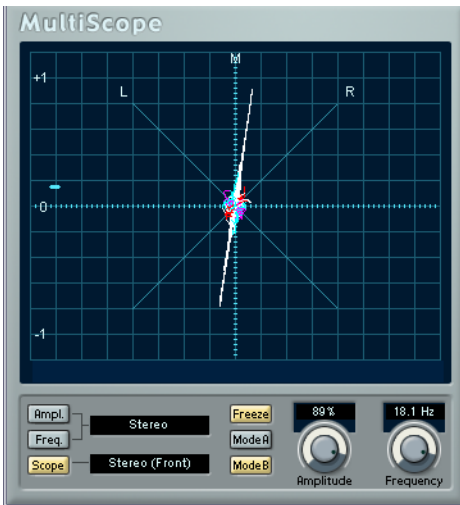 MultiScope
M
+1
L
R
0
-1
Ampl.
Stereo
Freeze
89%
18.1 Hz
Freq.
Mode A
Scope
Stereo (Front)
Mode B
Amplitude
Frequency